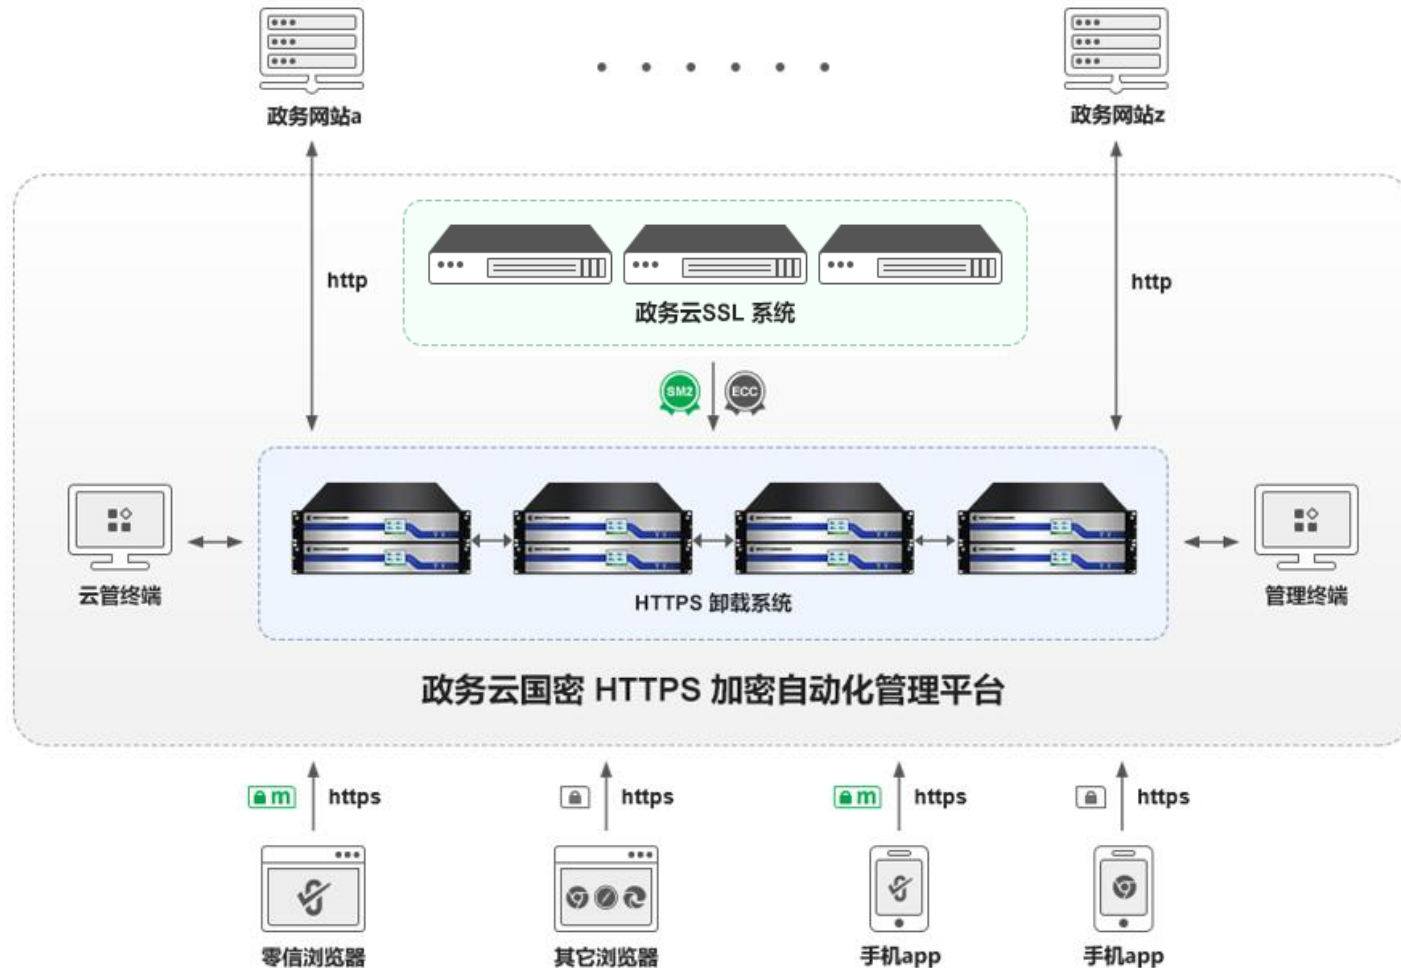 政务网站a
政务网站z
http
http
政务云SSL 系统
SM2
ECC
云管终端
HTTPS 卸载系统
管理终端
政务云国密 HTTPS 加密自动化管理平台
m
https
https
m
https
https
零信浏览器
其它浏览器
手机app
手机app